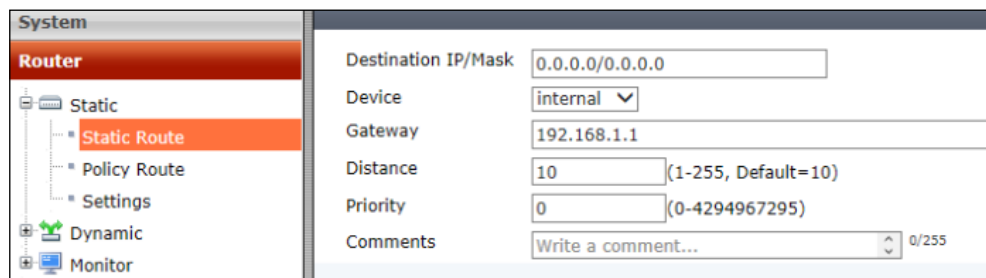 System
Router
Static
Static Route
Policy Route
Settings
Dynamic
Monitor
Destination IP/Mask 0.0.0.0/0.0.0.0
Device internal
Gateway 192.168.1.1
Distance 10 (1-255, Default=10)
Priority 0 (0-4294967295)
Comments Write a comment... 0/255